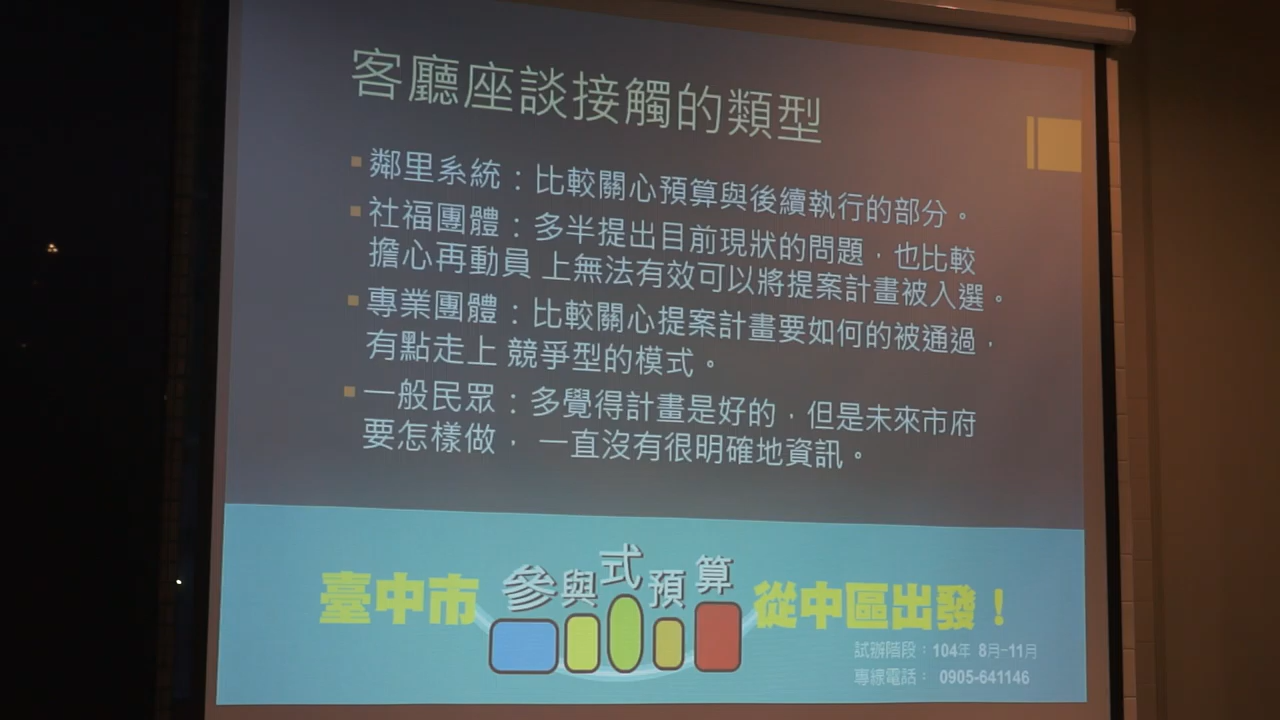 客廳座談接觸的類型
鄰里系統：比較關心預算與後續執行的部分。
社福團體：多半提出目前現狀的問題，也比較
擔心再動員 上無法有效可以將提案計畫被入選。
專業團體：比較關心提案計畫要如何的被通過，
有點走上 競爭型的模式。
一般民眾：多覺得計畫是好的，但是未來市府
要怎樣做， 一直沒有很明確地資訊。
臺中市 參與式預算 從中區出發！
試辦階段：104年 8月-11月
專線電話： 0905-641146